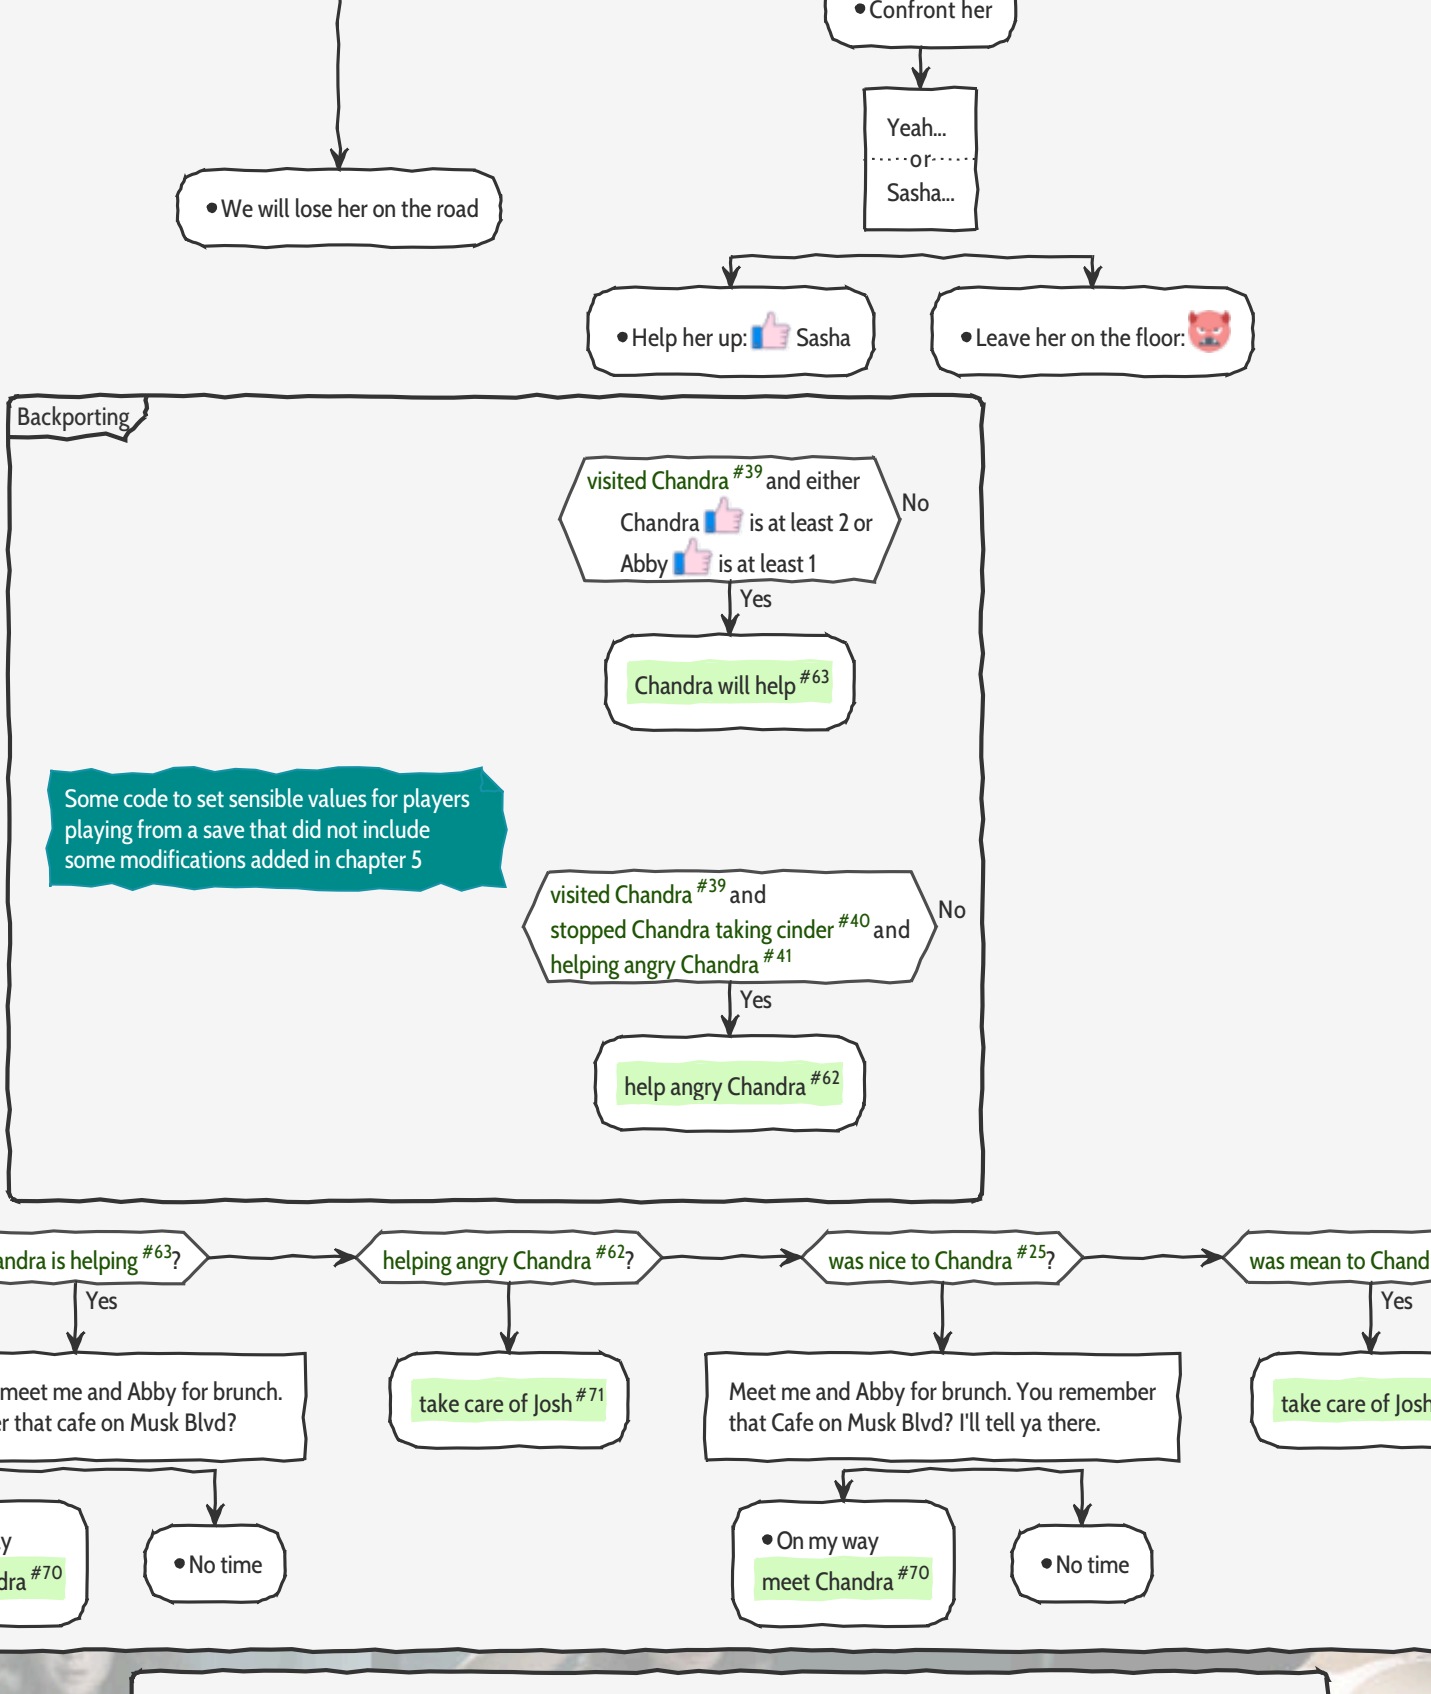 •Confront her
Yeah...
or
Sasha...
•We will lose her on the road
•Help her up: Sasha
•Leave her on the floor:
Backporting
visited Chandra #39 and either
Chandra is at least 2 or
Abby is at least 1
No
Yes
Chandra will help #63
Some code to set sensible values for players
playing from a save that did not include
some modifications added in chapter 5
visited Chandra #39 and
stopped Chandra taking cinder #40 and
helping angry Chandra #41
No
Yes
help angry Chandra #62
is helping #63?
helping angry Chandra #62?
was nice to Chandra #25?
was mean to
Yes
Yes
meet me and Abby for brunch.
that cafe on Musk Blvd?
take care of Josh #71
Meet me and Abby for brunch. You remember
that Cafe on Musk Blvd? I'll tell ya there.
take care of Josh
#70
•No time
•On my way
meet Chandra #70
•No time